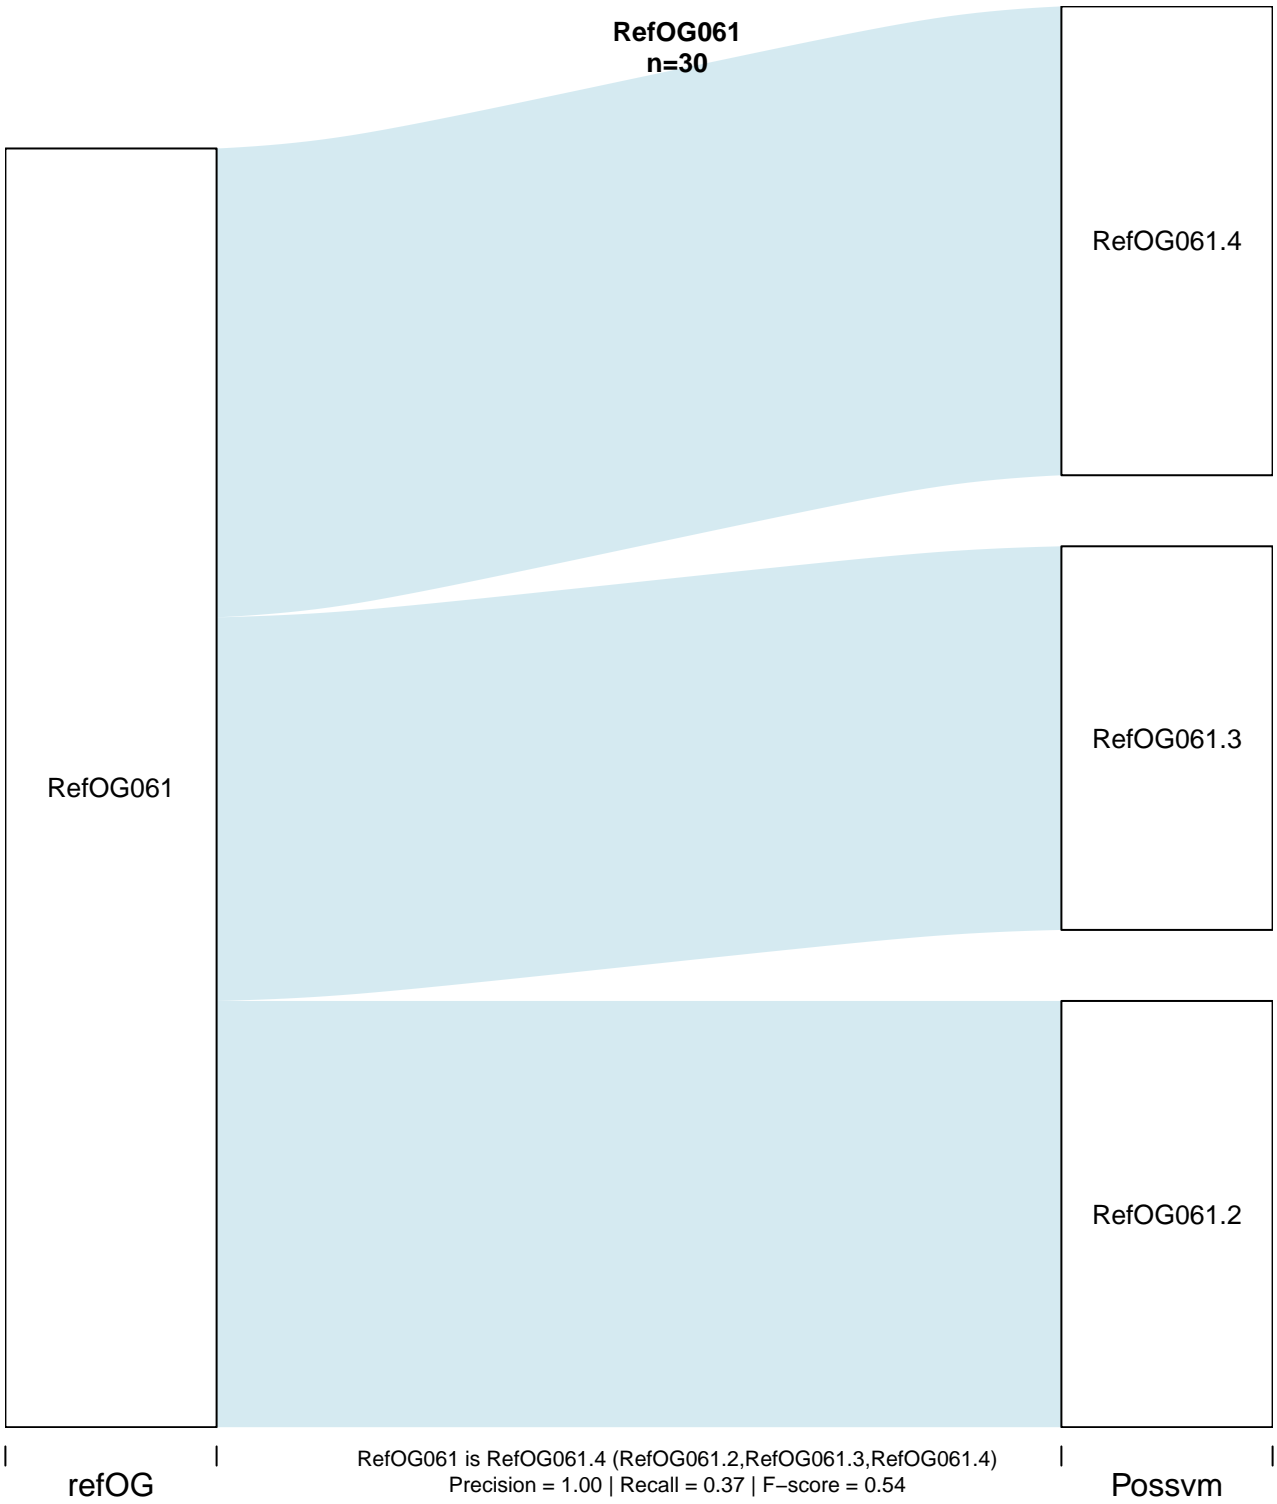 RefOG061
n=30
RefOG061.4
RefOG061.3
RefOG061
RefOG061.2
RefOG061 is RefOG061.4 (RefOG061.2,RefOG061.3,RefOG061.4)
Precision = 1.00 | Recall = 0.37 | F−score = 0.54
refOG
Possvm